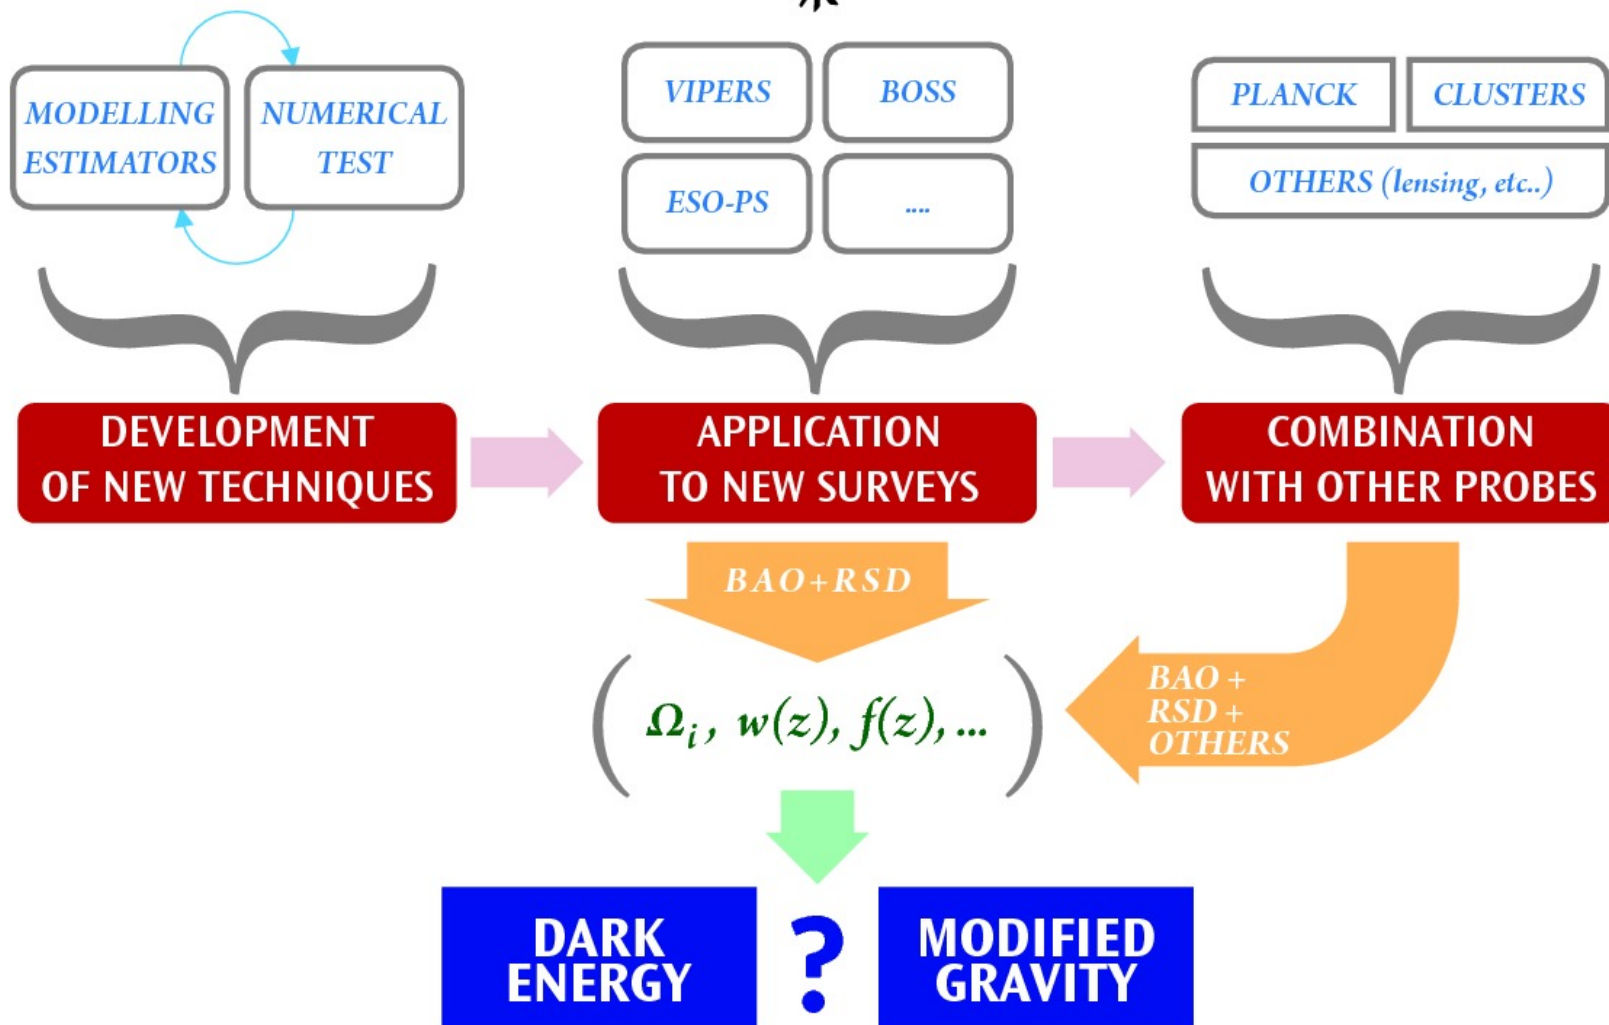 MODELLING
ESTIMATORS
NUMERICAL
TEST
VIPERS
BOSS
ESO-PS
....
PLANCK
CLUSTERS
OTHERS (lensing, etc..)
DEVELOPMENT
OF NEW TECHNIQUES
APPLICATION
TO NEW SURVEYS
COMBINATION
WITH OTHER PROBES
BAO+RSD
BAO +
RSD +
OTHERS
(Ωᵢ, w(z), f(z), ...)
DARK
ENERGY
?
MODIFIED
GRAVITY